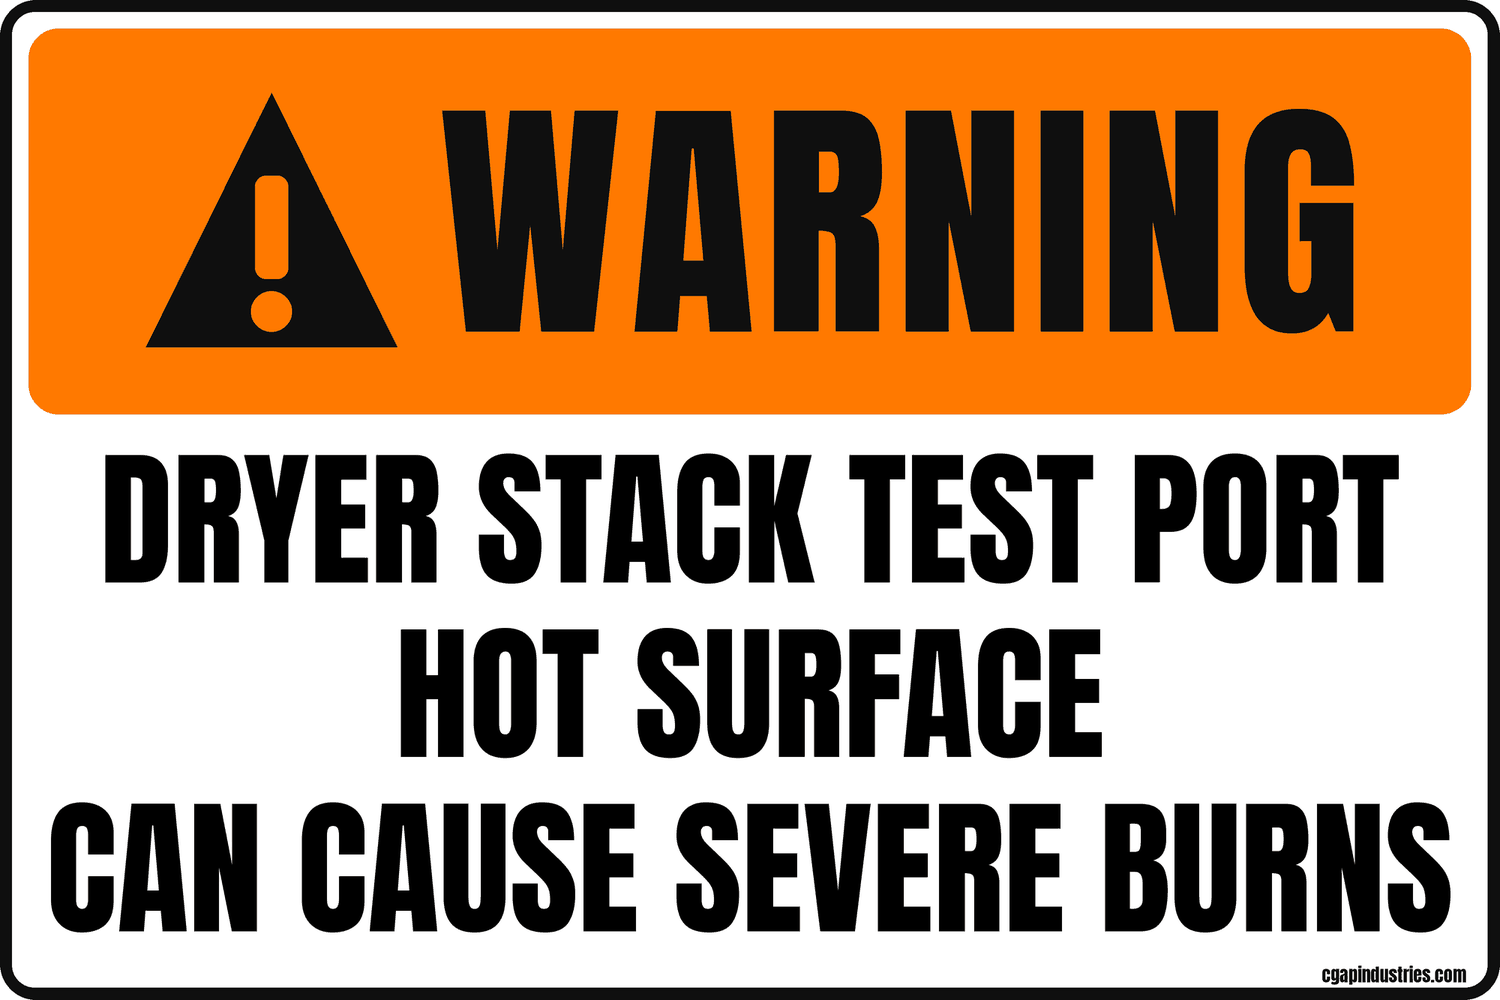 WARNING
DRYER STACK TEST PORT
HOT SURFACE
CAN CAUSE SEVERE BURNS
cgapindustries.com